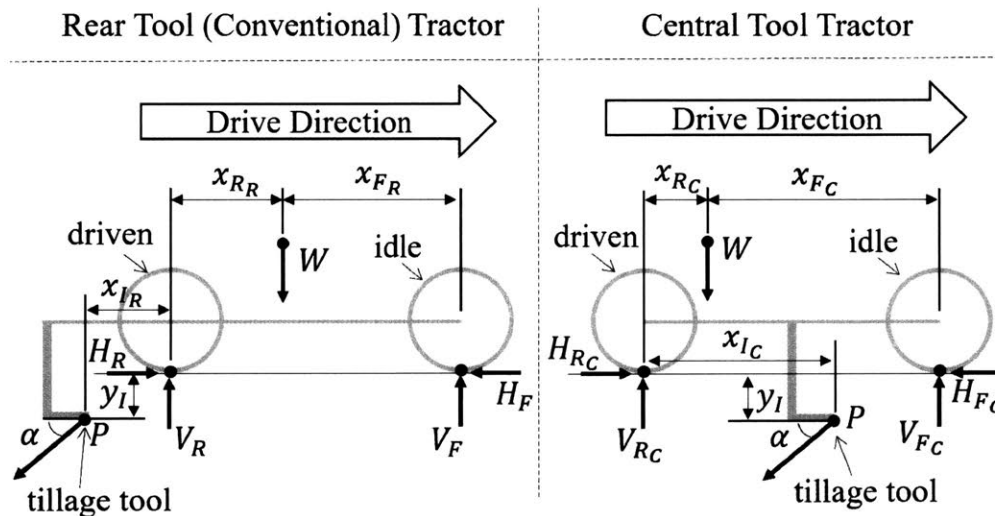 Rear Tool (Conventional) Tractor
Central Tool Tractor
Drive Direction
Drive Direction
x_{R_R}
x_{F_R}
x_{R_C}
x_{F_C}
driven
idle
W
driven
idle
W
x_{I_R}
x_{I_C}
H_R
y_I
H_F
H_{R_C}
y_I
H_{F_C}
α
P
V_R
V_F
V_{R_C}
α
P
V_{F_C}
tillage tool
tillage tool